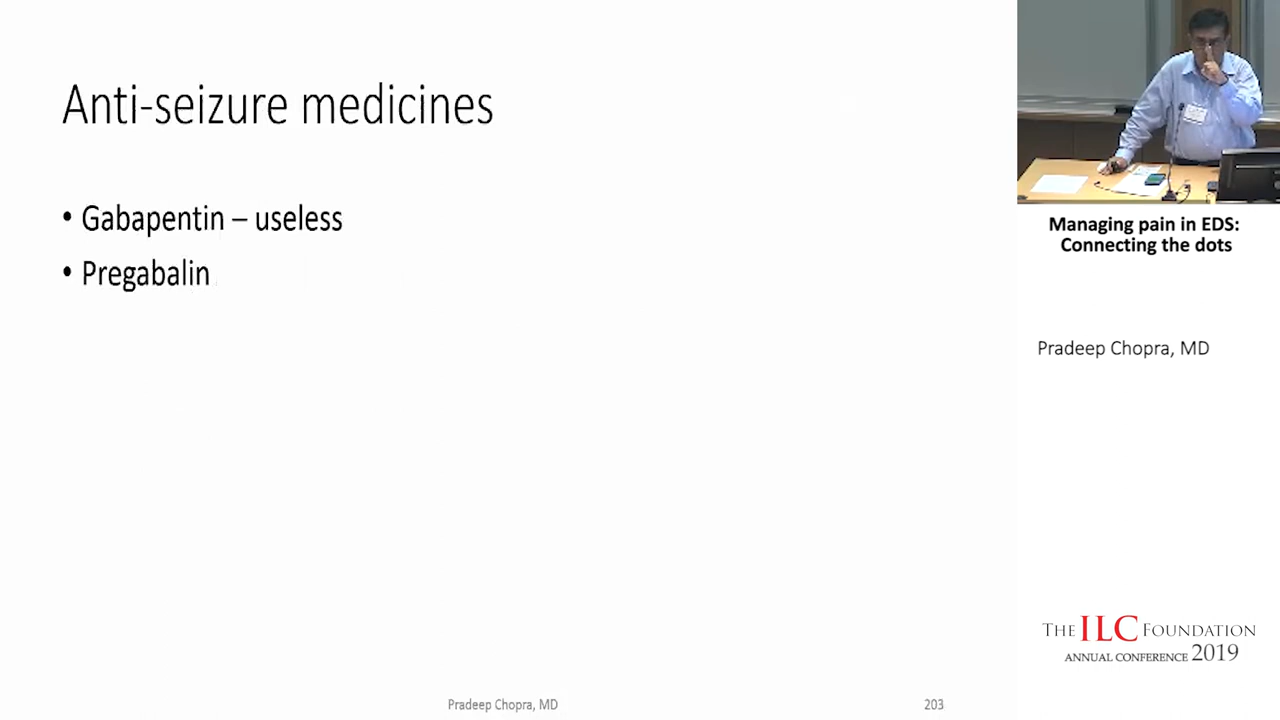 Anti-seizure medicines
• Gabapentin – useless
• Pregabalin
Managing pain in EDS:
Connecting the dots
Pradeep Chopra, MD
THE ILC FOUNDATION
ANNUAL CONFERENCE 2019
Pradeep Chopra, MD
203